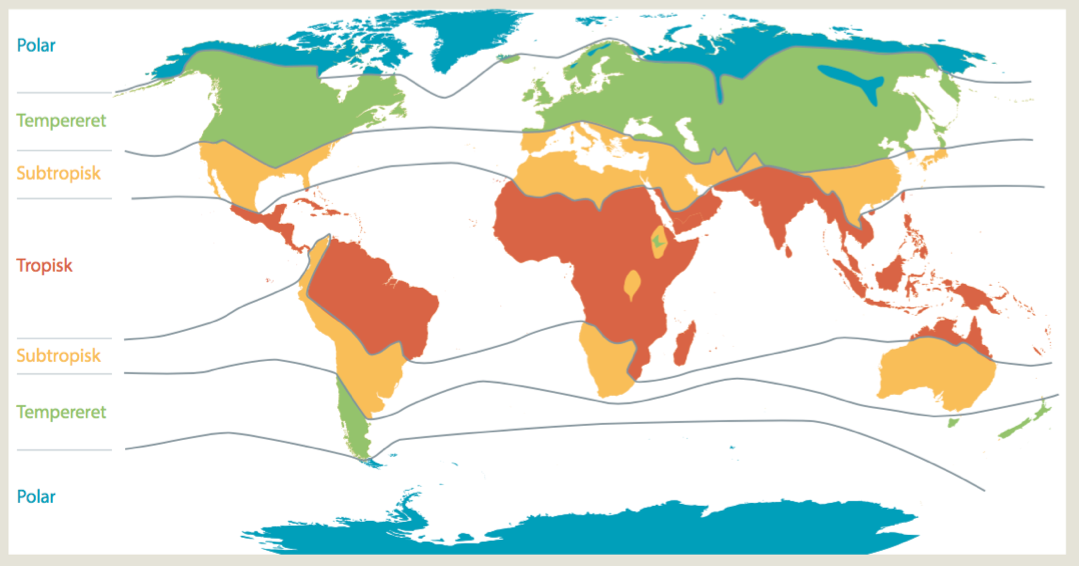 Polar
Tempereret
Subtropisk
Tropisk
Subtropisk
Tempereret
Polar